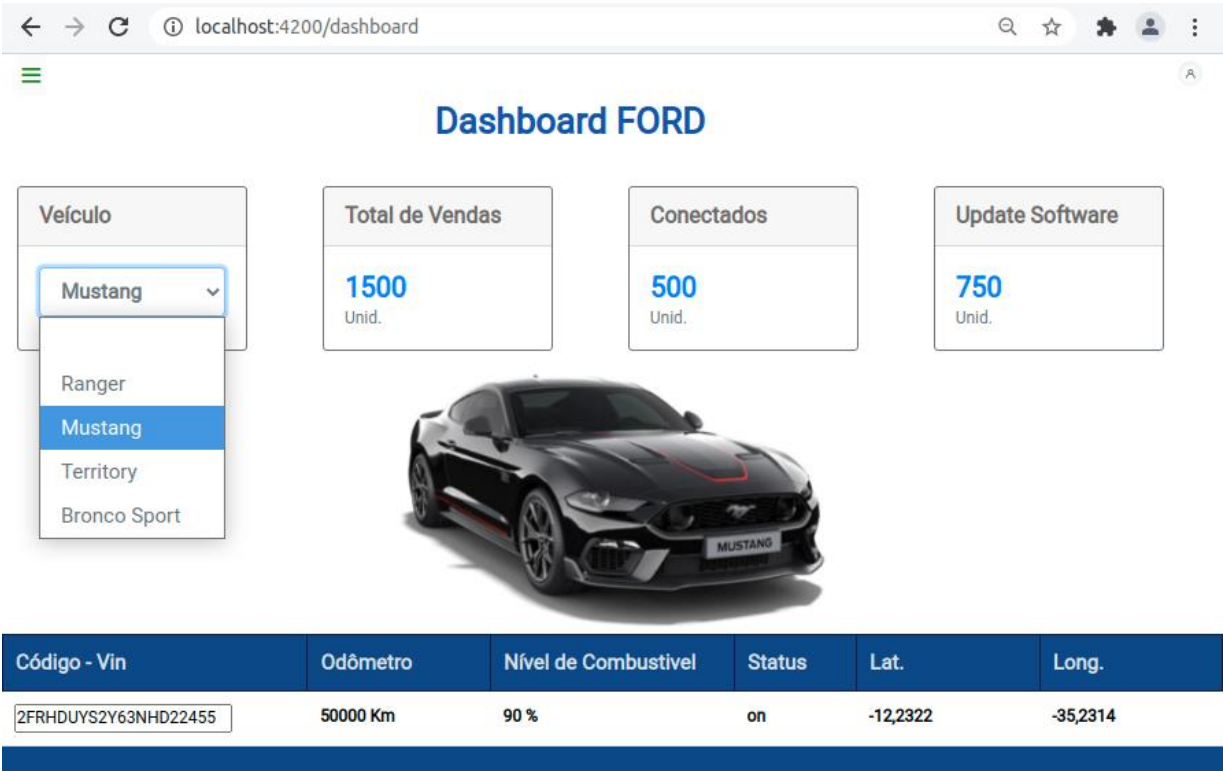 localhost:4200/dashboard
Dashboard FORD
Veículo
Total de Vendas
Conectados
Update Software
Mustang
1500
Unid.
500
Unid.
750
Unid.
Ranger
Mustang
Territory
Bronco Sport
MUSTANG
Código - Vin Odômetro Nível de Combustivel Status Lat. Long.
2FRHDUYS2Y63NHD22455 50000 Km 90 % on -12,2322 -35,2314